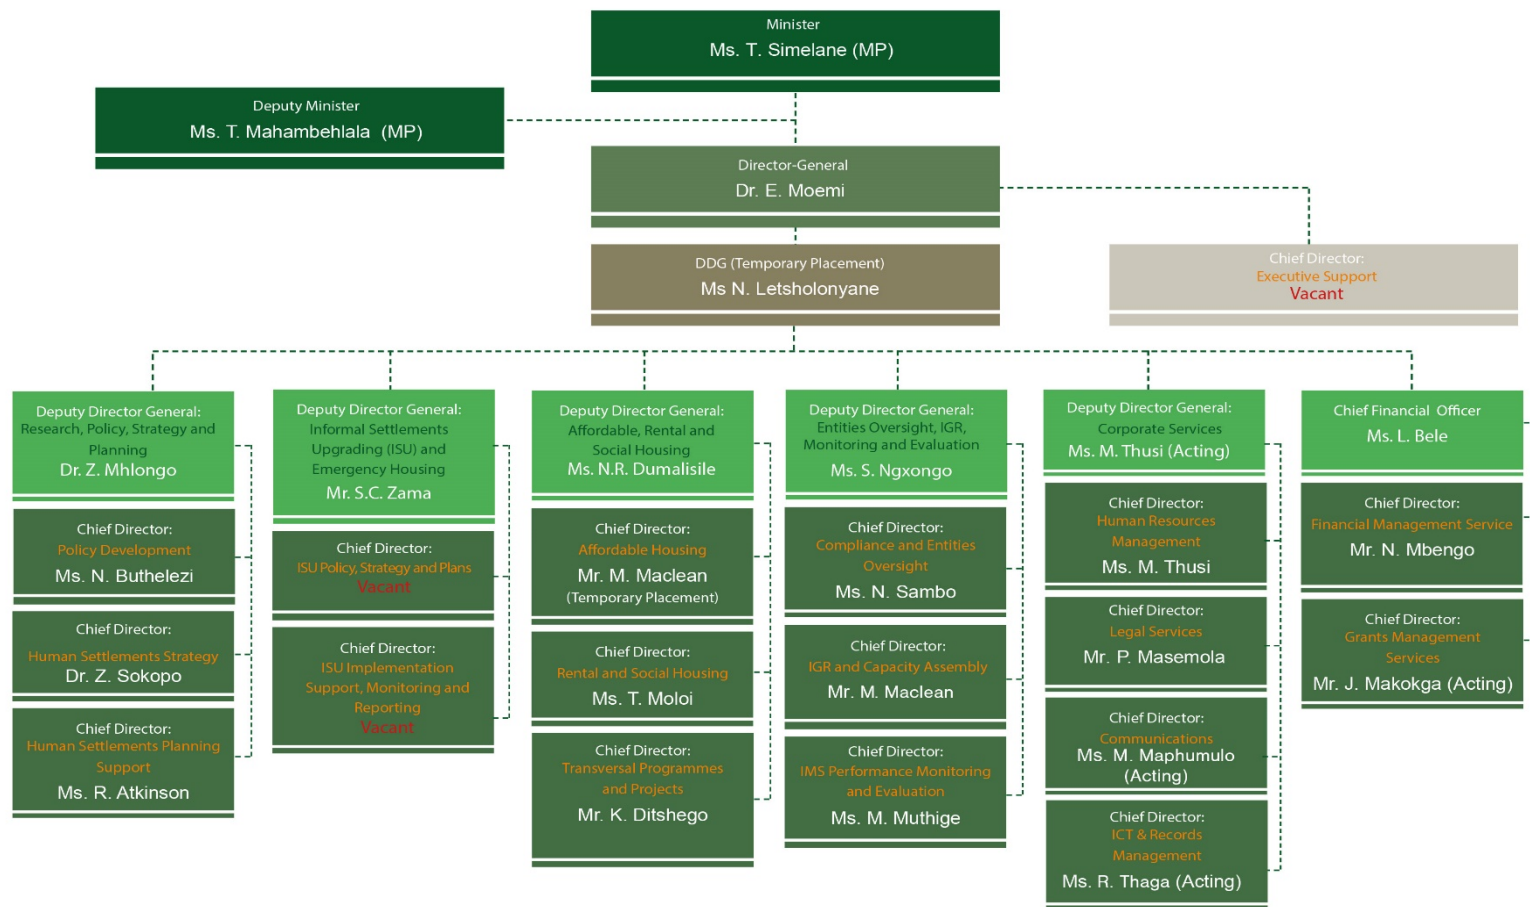 Minister
Ms. T. Simelane (MP)
Deputy Minister
Ms. T. Mahambehlala (MP)
Director-General
Dr. E. Moemi
DDG (Temporary Placement)
Ms N. Letsholonyane
Chief Director:
Executive Support
Vacant
Deputy Director General:
Research, Policy, Strategy and
Planning
Dr. Z. Mhlongo
Chief Director:
Policy Development
Ms. N. Buthelezi
Chief Director:
Human Settlements Strategy
Dr. Z. Sokopo
Chief Director:
Human Settlements Planning
Support
Ms. R. Atkinson
Deputy Director General:
Informal Settlements
Upgrading (ISU) and
Emergency Housing
Mr. S.C. Zama
Chief Director:
ISU Policy, Strategy and Plans
Vacant
Chief Director:
ISU Implementation
Support, Monitoring and
Reporting
Vacant
Deputy Director General:
Affordable, Rental and
Social Housing
Ms. N.R. Dumalisile
Chief Director:
Affordable Housing
Mr. M. Maclean
(Temporary Placement)
Chief Director:
Rental and Social Housing
Ms. T. Moloi
Chief Director:
Transversal Programmes
and Projects
Mr. K. Ditshego
Deputy Director General:
Entities Oversight, IGR,
Monitoring and Evaluation
Ms. S. Ngxongo
Chief Director:
Compliance and Entities
Oversight
Ms. N. Sambo
Chief Director:
IGR and Capacity Assembly
Mr. M. Maclean
Chief Director:
IMS Performance Monitoring
and Evaluation
Ms. M. Muthige
Deputy Director General:
Corporate Services
Ms. M. Thusi (Acting)
Chief Director:
Human Resources
Management
Ms. M. Thusi
Chief Director:
Legal Services
Mr. P. Masemola
Chief Director:
Communications
Ms. M. Maphumulo
(Acting)
Chief Director:
ICT & Records
Management
Ms. R. Thaga (Acting)
Chief Financial Officer
Ms. L. Bele
Chief Director:
Financial Management Service
Mr. N. Mbengo
Chief Director:
Grants Management
Services
Mr. J. Makokga (Acting)